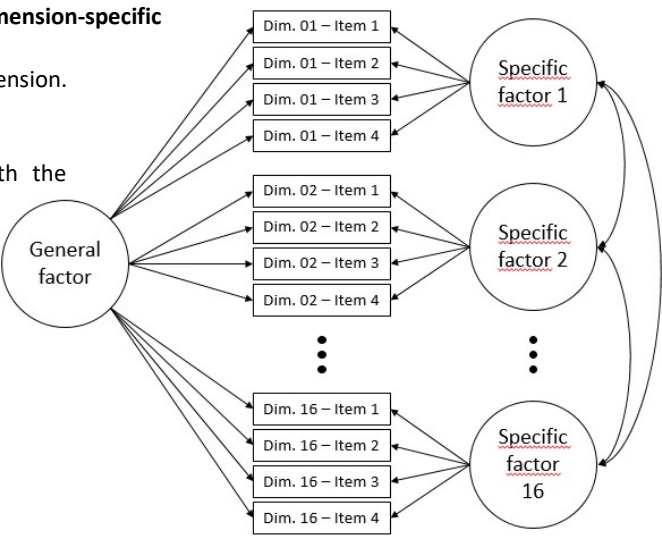 mension-specific
ension.
th the
General
factor
Dim. 01 – Item 1
Dim. 01 – Item 2
Dim. 01 – Item 3
Dim. 01 – Item 4
Dim. 02 – Item 1
Dim. 02 – Item 2
Dim. 02 – Item 3
Dim. 02 – Item 4
Dim. 16 – Item 1
Dim. 16 – Item 2
Dim. 16 – Item 3
Dim. 16 – Item 4
Specific
factor 1
Specific
factor 2
Specific
factor
16